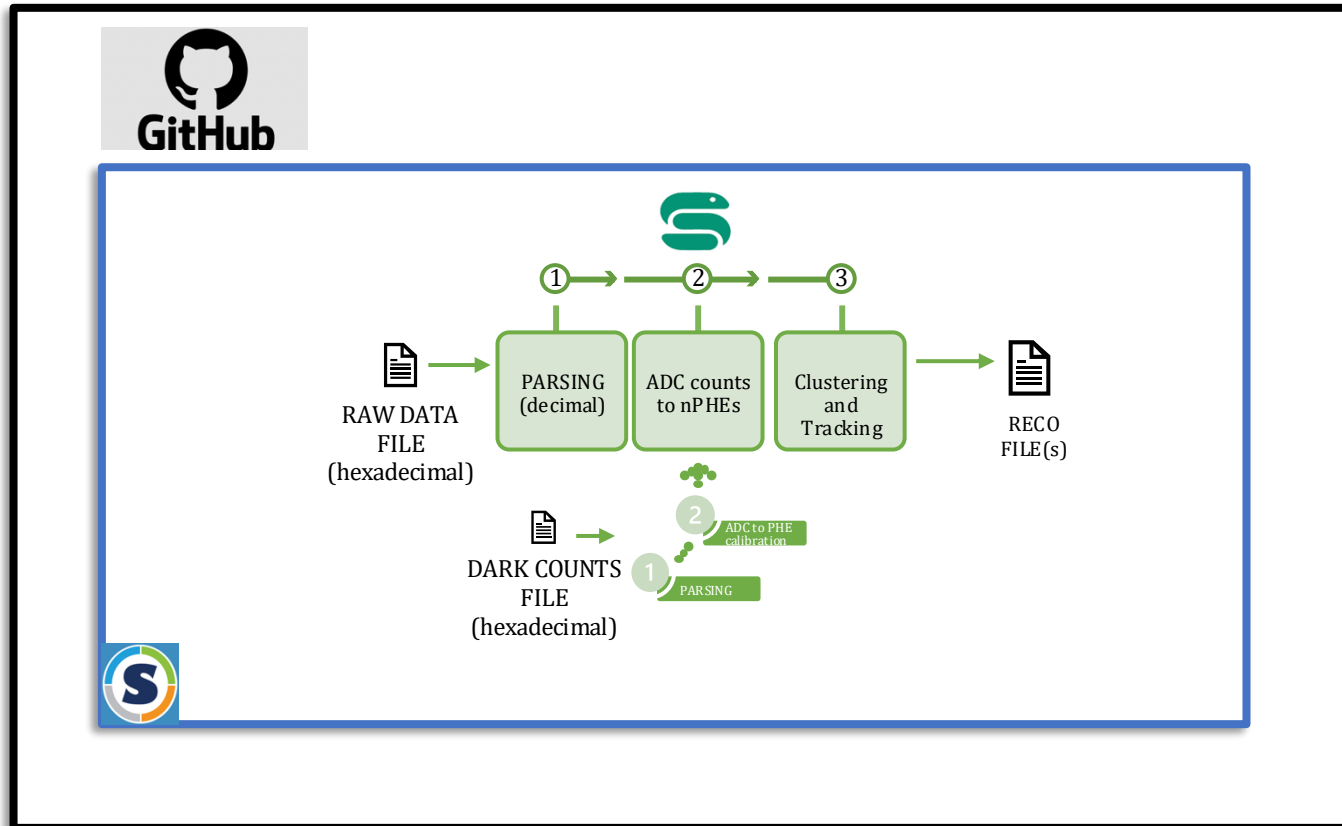 GitHub
1
2
3
PARSING
(decimal)
ADC counts
to nPHEs
Clustering
and
Tracking
RAW DATA
FILE
(hexadecimal)
RECO
FILE(s)
2
ADC to PHE
calibration
DARK COUNTS
FILE
(hexadecimal)
1
PARSING
S